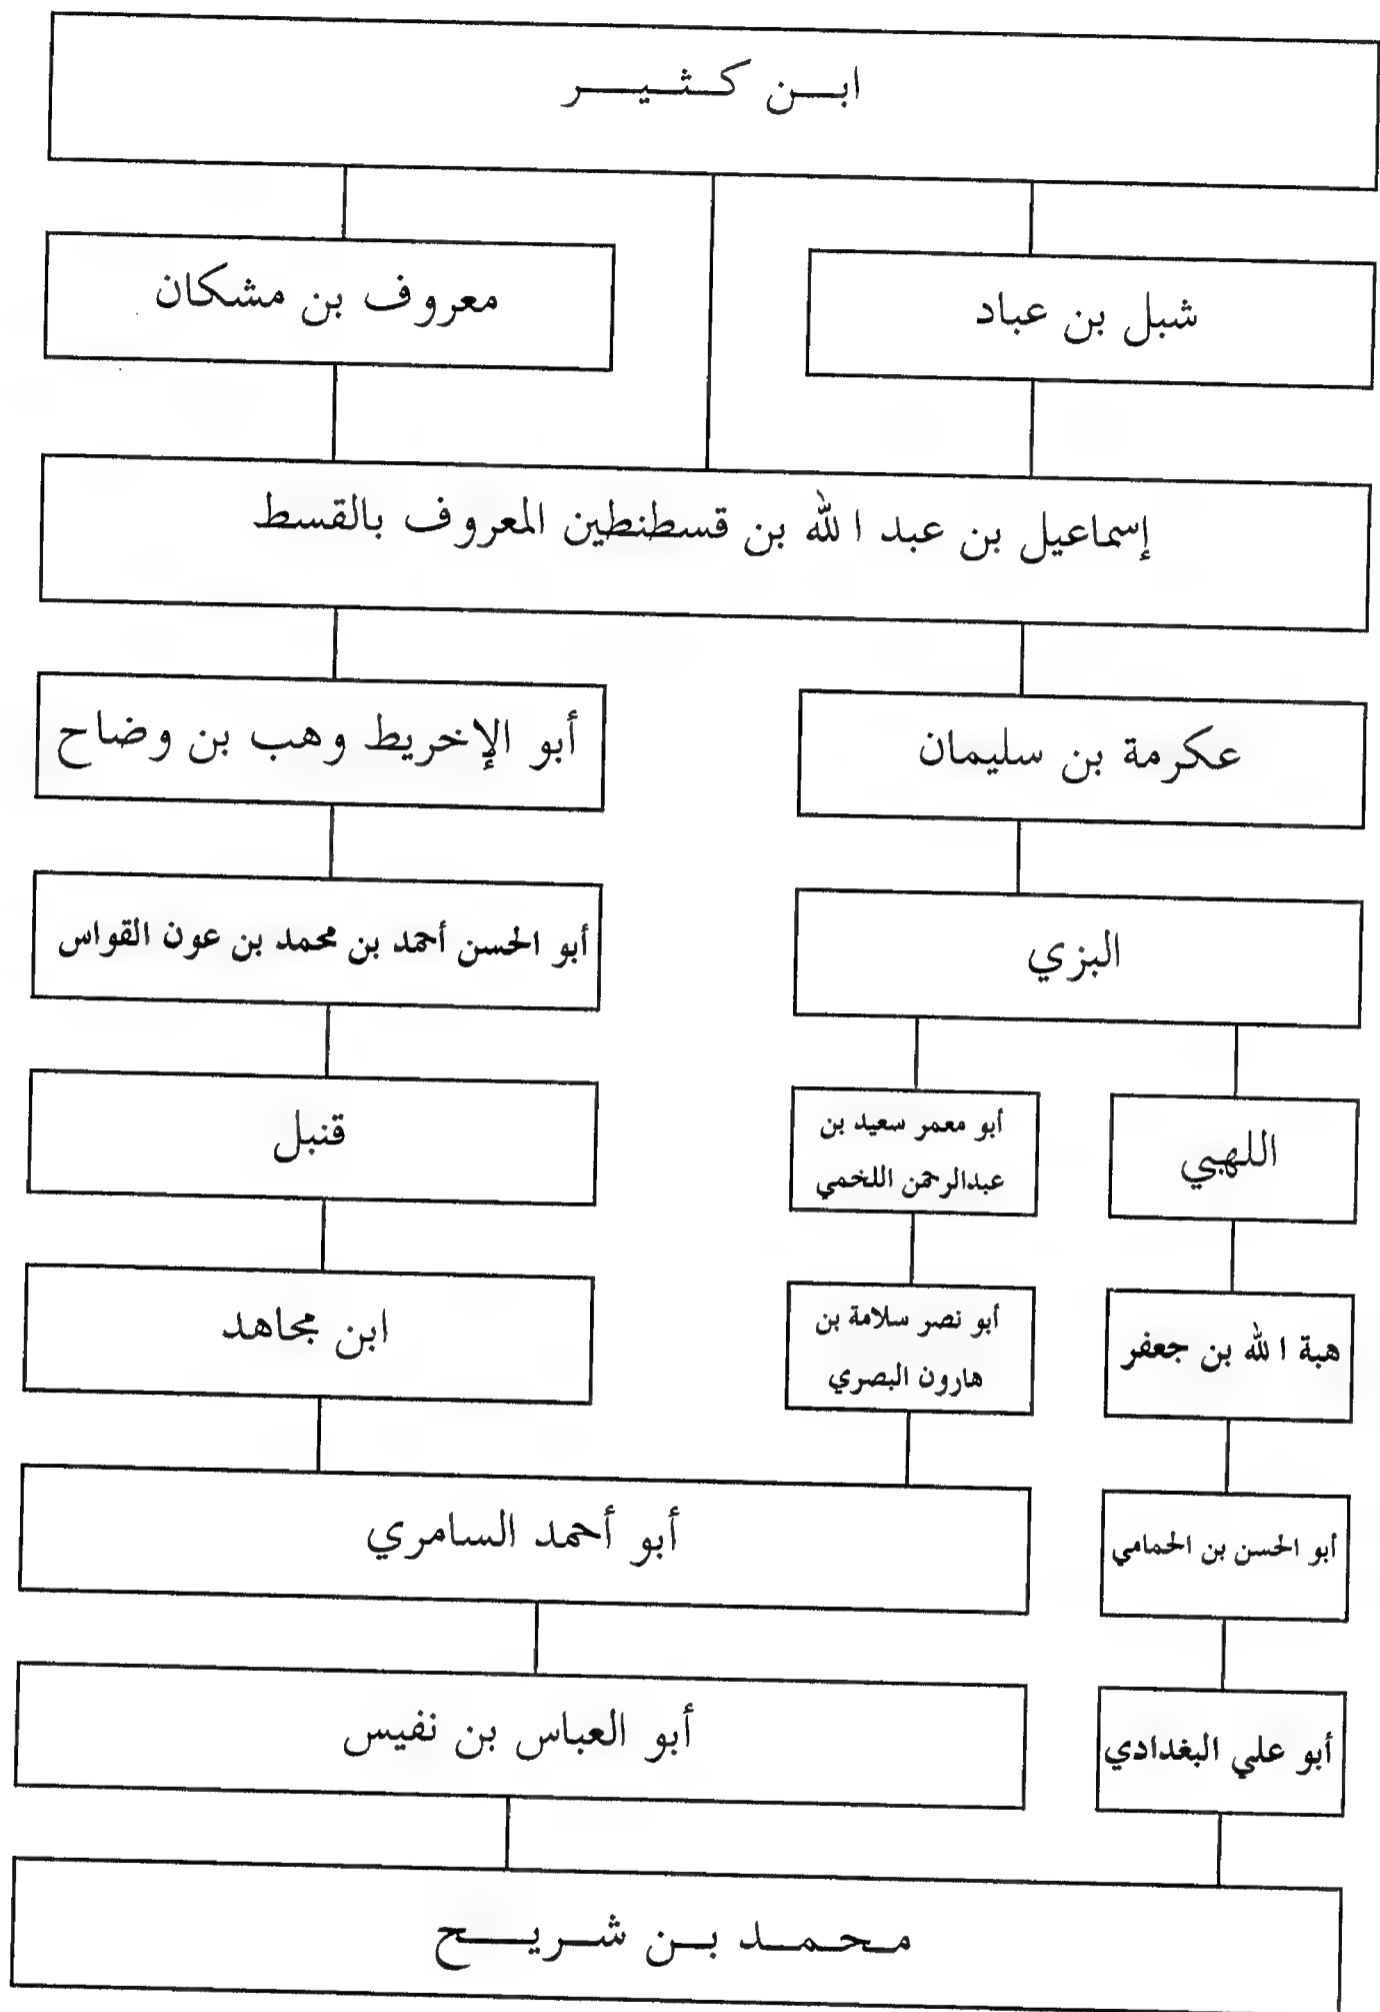 ابن كثير
شبل بن عباد
معروف بن مشكان
إسماعيل بن عبد الله بن قسطنطين المعروف بالقسط
عكرمة بن سليمان
أبو الإخريط وهب بن وضاح
البزي
أبو الحسن أحمد بن محمد بن عون القواس
اللهبي
أبو معمر سعيد بن
عبدالرحمن اللخمي
قنبل
هبة الله بن جعفر
أبو نصر سلامة بن
هارون البصري
ابن مجاهد
أبو الحسن بن الحمامي
أبو أحمد السامري
أبو علي البغدادي
أبو العباس بن نفيس
محمد بن شريح